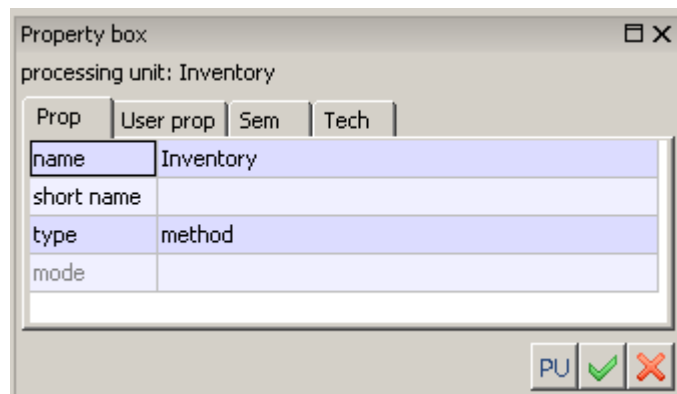 Property box
processing unit: Inventory
Prop User prop Sem Tech
name Inventory
short name
type method
mode
PU